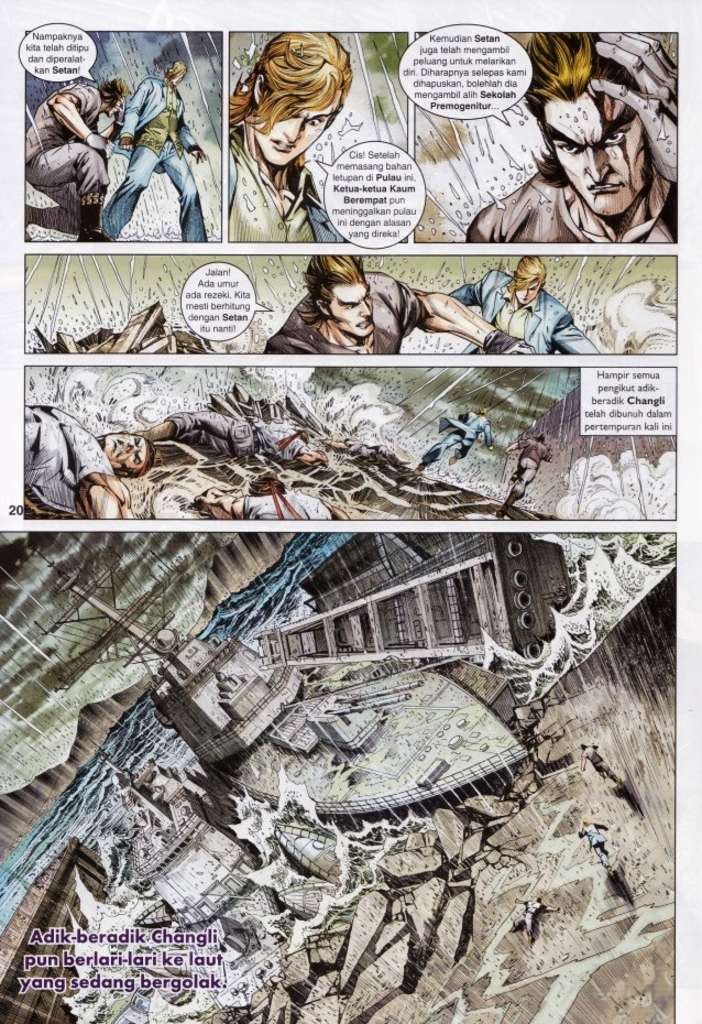 Nampaknya
kita telah ditipu
dan diperalat-
kan Setan!
Cis! Setelah
memasang bahan
letupan di Pulau ini,
Ketua-ketua Kaum
Berempat pun
meninggalkan pulau
ini dengan alasan
yang direka!
Kemudian Setan
juga telah mengambil
peluang untuk melarikan
diri. Diharapnya selepas kami
dihapuskan, bolehlah dia
mengambil alih Sekolah
Premogenitur...
Jalan!
Ada umur
ada rezeki. Kita
mesti berhitung
dengan Setan
itu nanti!
Hampir semua
pengikut adik-
beradik Changli
telah dibunuh dalam
pertempuran kali ini
20
Adik-beradik Changli
pun berlari-lari ke laut
yang sedang bergolak.